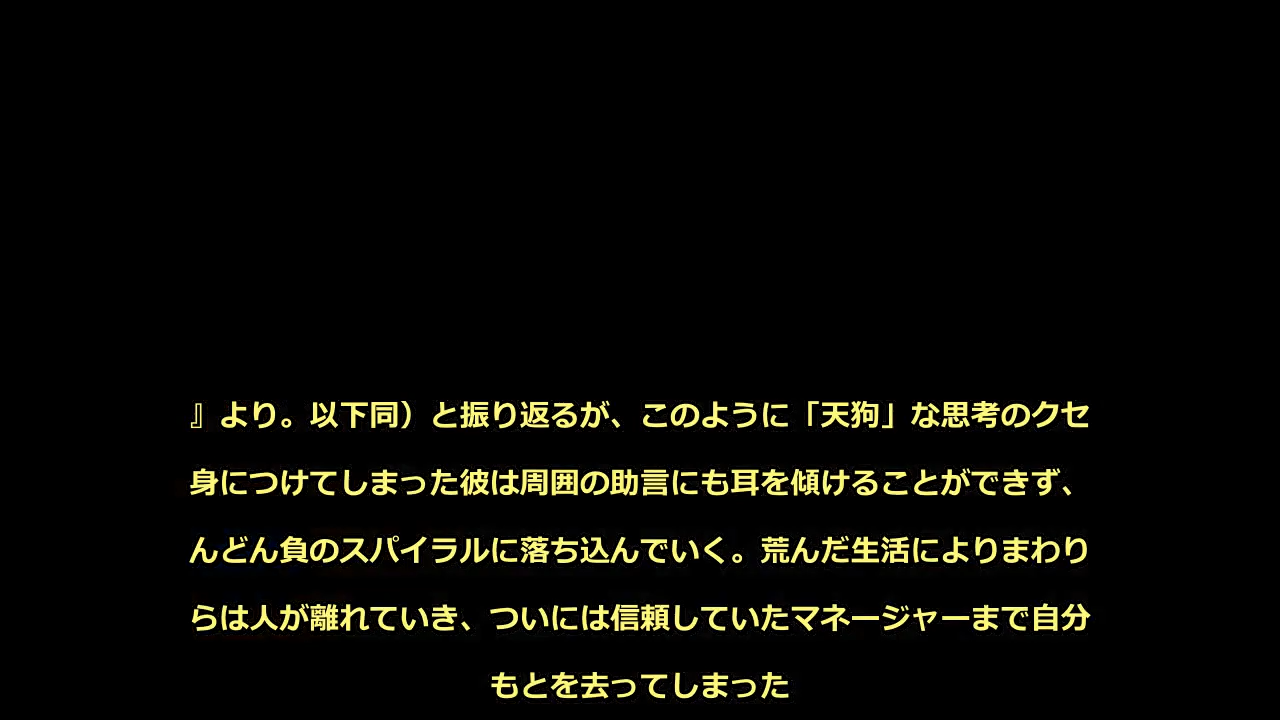 』より。以下同）と振り返るが、このように「天狗」な思考のクセ
身につけてしまった彼は周囲の助言にも耳を傾けることができず、
んどん負のスパイラルに落ち込んでいく。荒んだ生活によりまわり
らは人が離れていき、ついには信頼していたマネージャーまで自分
もとを去ってしまった